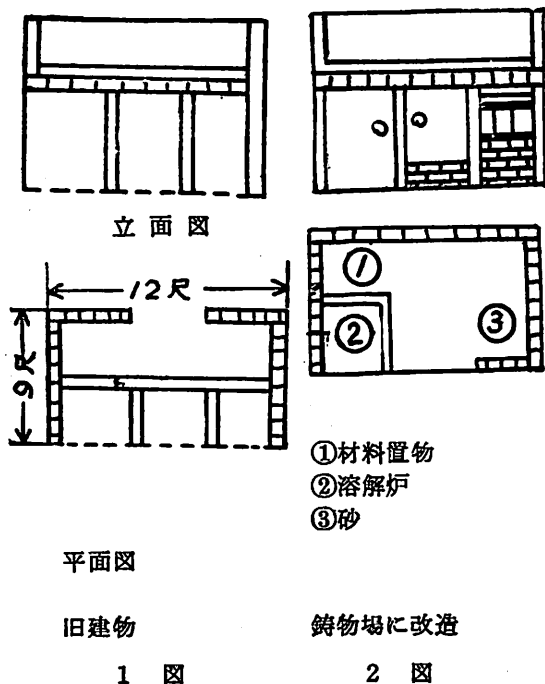 立面図
12尺
9尺
①
②
③
①材料置物
②溶解炉
③砂
平面図
旧建物
鋳物場に改造
1 図
2 図